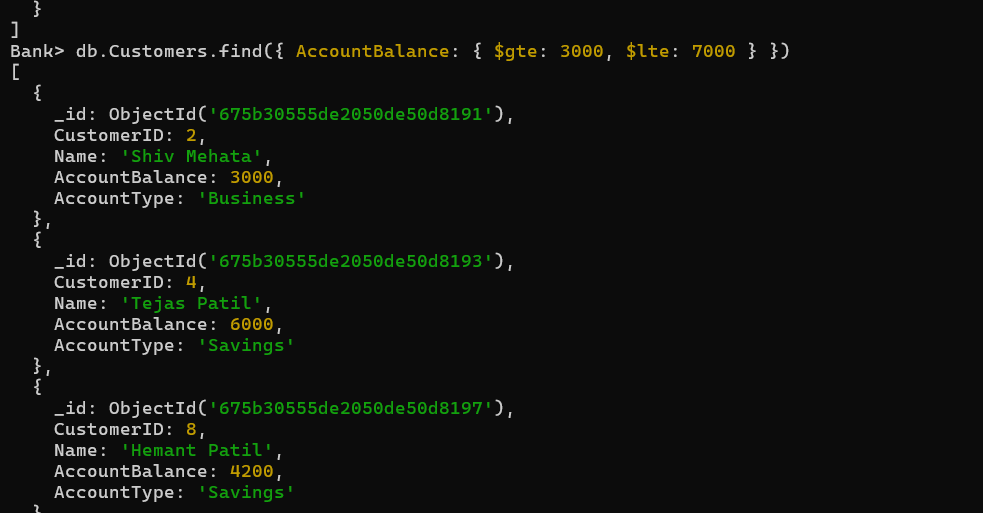 }
]
Bank> db.Customers.find({ AccountBalance: { $gte: 3000, $lte: 7000 } })
[
  {
    _id: ObjectId('675b30555de2050de50d8191'),
    CustomerID: 2,
    Name: 'Shiv Mehata',
    AccountBalance: 3000,
    AccountType: 'Business'
  },
  {
    _id: ObjectId('675b30555de2050de50d8193'),
    CustomerID: 4,
    Name: 'Tejas Patil',
    AccountBalance: 6000,
    AccountType: 'Savings'
  },
  {
    _id: ObjectId('675b30555de2050de50d8197'),
    CustomerID: 8,
    Name: 'Hemant Patil',
    AccountBalance: 4200,
    AccountType: 'Savings'
  }